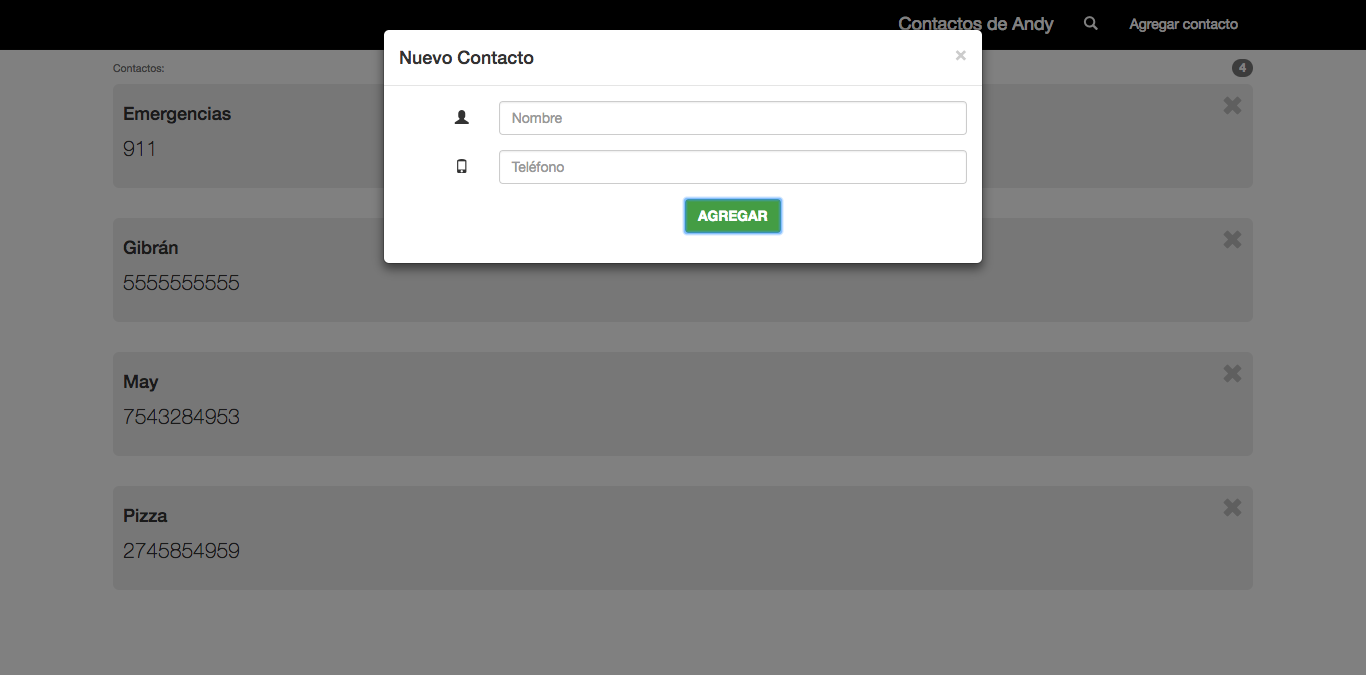 Contactos de Andy Agregar contacto
Nuevo Contacto ×
Contactos: 4
Nombre
Teléfono
AGREGAR
Emergencias
911
Gibrán
5555555555
May
7543284953
Pizza
2745854959